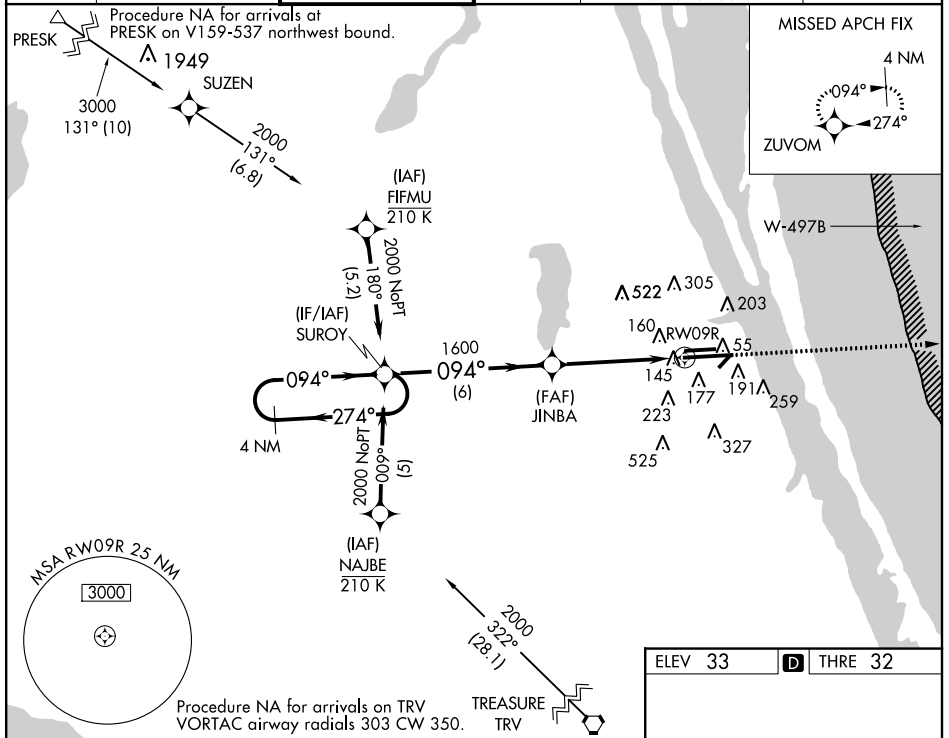 Procedure NA for arrivals at
PRESK on V159-537 northwest bound.
PRESK
1949
SUZEN
3000
131° (10)
2000
131°
(6.8)
MISSED APCH FIX
4 NM
094°
274°
ZUVOM
(IAF)
FIFMU
210 K
2000 NoPT
180°
(5.2)
W-497B
(IF/IAF)
SUROY
522
305
203
160
RW09R
55
145
177
191
259
223
525
327
1600
094°
(6)
(FAF)
JINBA
094°
274°
4 NM
2000 NoPT
009°
(5)
(IAF)
NAJBE
210 K
MSA RW09R 25 NM
3000
2000
322°
(28.1)
TREASURE
TRV
Procedure NA for arrivals on TRV
VORTAC airway radials 303 CW 350.
ELEV 33 D THRE 32